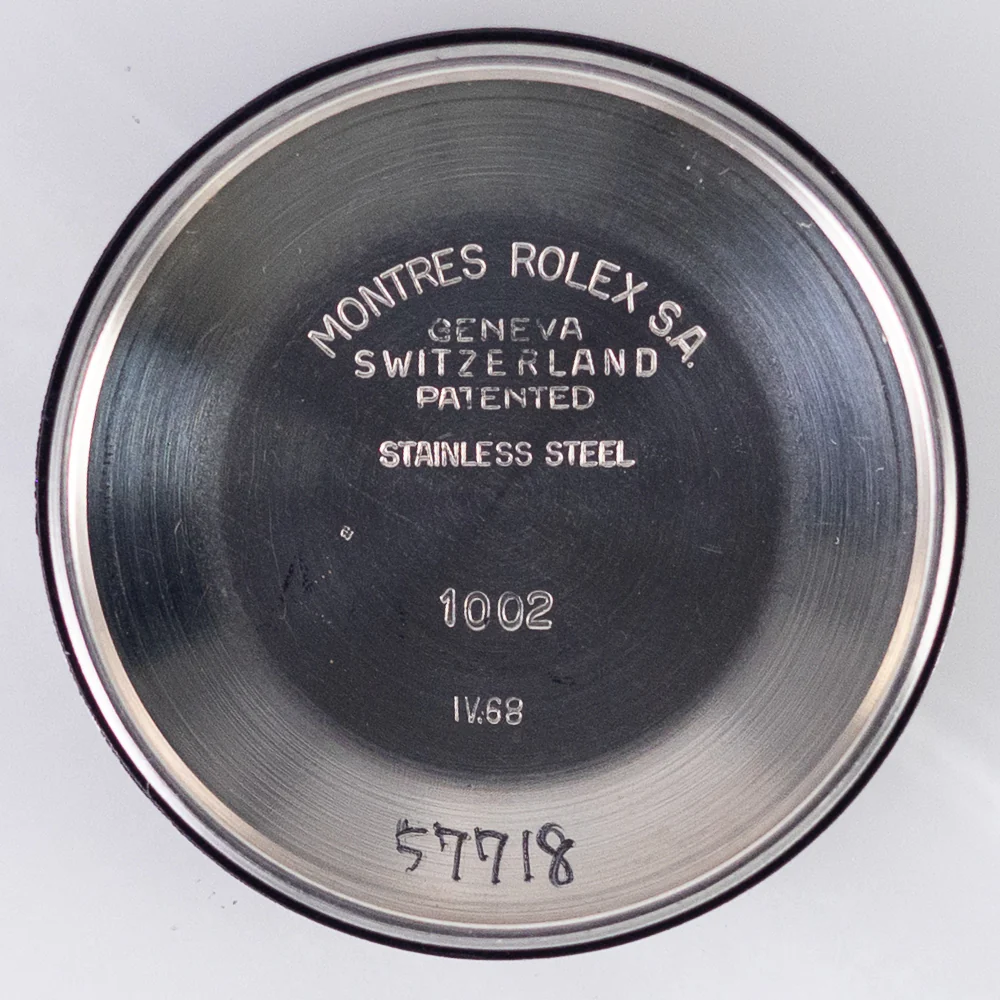 MONTRES ROLEX S.A.
GENEVA
SWITZERLAND
PATENTED
STAINLESS STEEL
1002
IV.68
57718